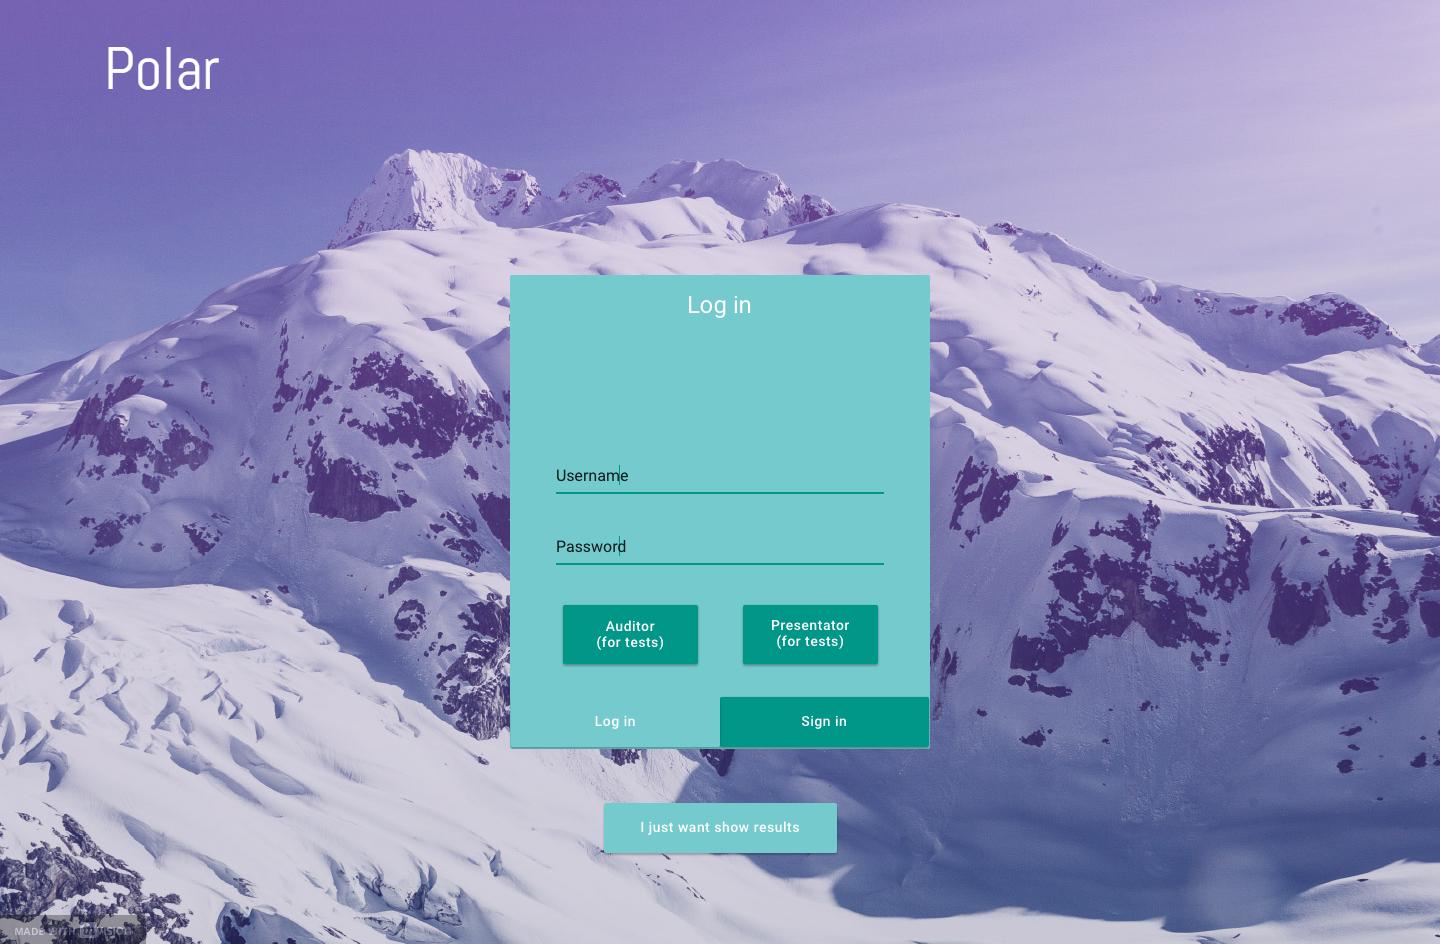 Polar
Log in
Username
Password
Auditor
(for tests)
Presentator
(for tests)
Log in
Sign in
I just want show results
MADE WITH INVISION